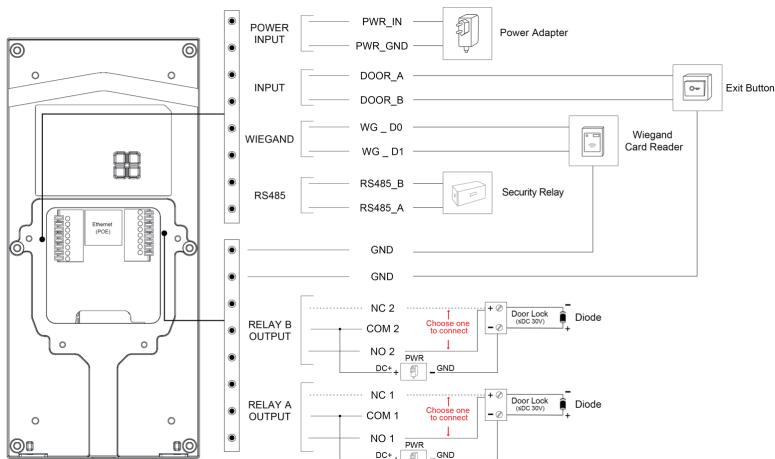 POWER
INPUT
PWR_IN
PWR_GND
Power Adapter
INPUT
DOOR_A
DOOR_B
Exit Button
WIEGAND
WG _ D0
WG _ D1
Wiegand
Card Reader
RS485
RS485_B
RS485_A
Security Relay
Ethernet
(POE)
GND
GND
RELAY B
OUTPUT
NC 2
COM 2
NO 2
Choose one
to connect
PWR
DC+ + - GND
+
-
Door Lock
(≤DC 30V)
-
+
Diode
RELAY A
OUTPUT
NC 1
COM 1
NO 1
Choose one
to connect
PWR
DC+ + - GND
+
-
Door Lock
(≤DC 30V)
-
+
Diode